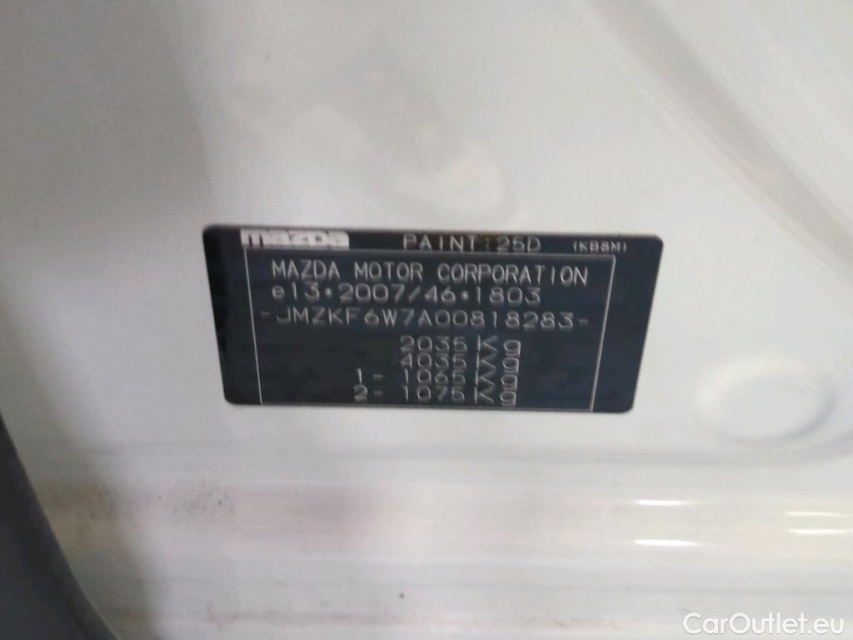 mazda PAINT:25D (KB8M)
MAZDA MOTOR CORPORATION
e13*2007/46*1803
-JMZKF6W7A00818283-
2035 Kg
4035 Kg
1- 1065 Kg
2- 1075 Kg
CarOutlet.eu